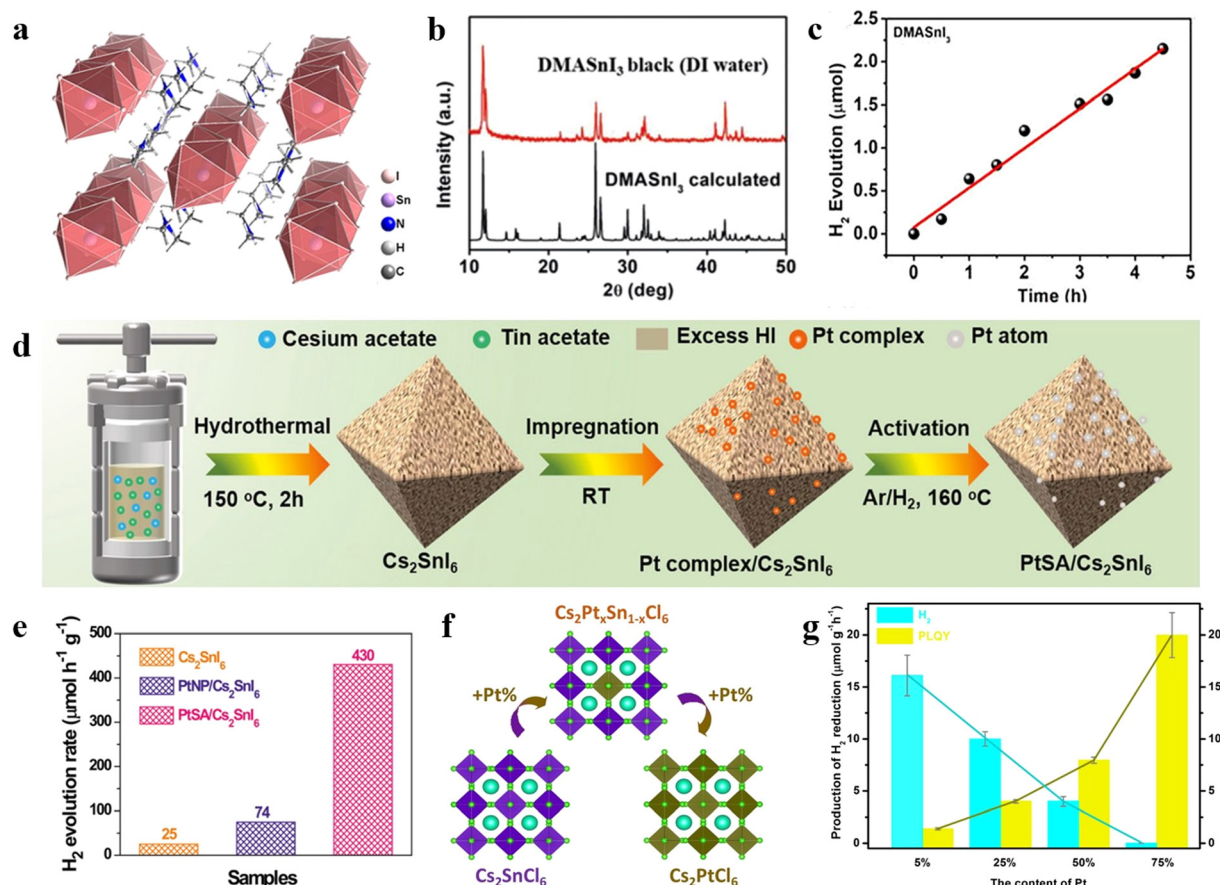 a
I
Sn
N
H
C
b
DMASnI₃ black (DI water)
DMASnI₃ calculated
Intensity (a.u.)
10 20 30 40 50
2θ (deg)
c
DMASnI₃
H₂ Evolution (μmol)
2.5
2.0
1.5
1.0
0.5
0.0
0 1 2 3 4 5
Time (h)
d
Cesium acetate Tin acetate Excess HI Pt complex Pt atom
Hydrothermal
150 °C, 2h
Cs₂SnI₆
Impregnation
RT
Pt complex/Cs₂SnI₆
Activation
Ar/H₂, 160 °C
PtSA/Cs₂SnI₆
e
H₂ evolution rate (μmol h⁻¹ g⁻¹)
500
400
300
200
100
0
Cs₂SnI₆
PtNP/Cs₂SnI₆
PtSA/Cs₂SnI₆
25
74
430
Samples
f
Cs₂PtₓSn₁₋ₓCl₆
+Pt%
+Pt%
Cs₂SnCl₆
Cs₂PtCl₆
g
H₂
PLQY
Production of H₂ reduction (μmol g⁻¹h⁻¹)
20
15
10
5
0
20
15
10
5
0
5% 25% 50% 75%
The content of Pt